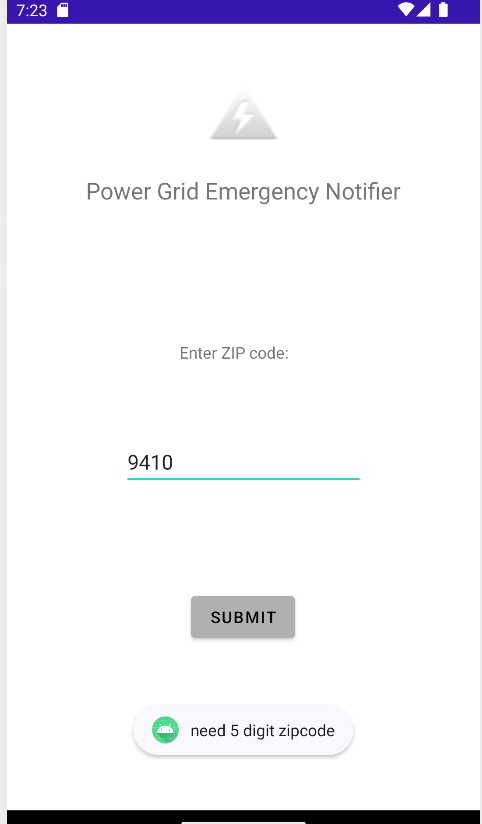 7:23
Power Grid Emergency Notifier
Enter ZIP code:
9410
SUBMIT
need 5 digit zipcode